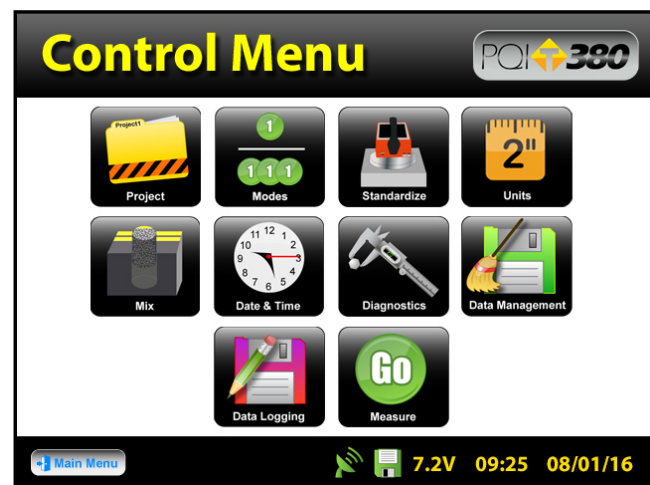 Control Menu
PQI T 380
Project1
Project
1
1 1 1
Modes
Standardize
2"
Units
Mix
12
11 1
10 2
9 3
8 4
7 6 5
Date & Time
Diagnostics
Data Management
Data Logging
Go
Measure
Main Menu
7.2V 09:25 08/01/16